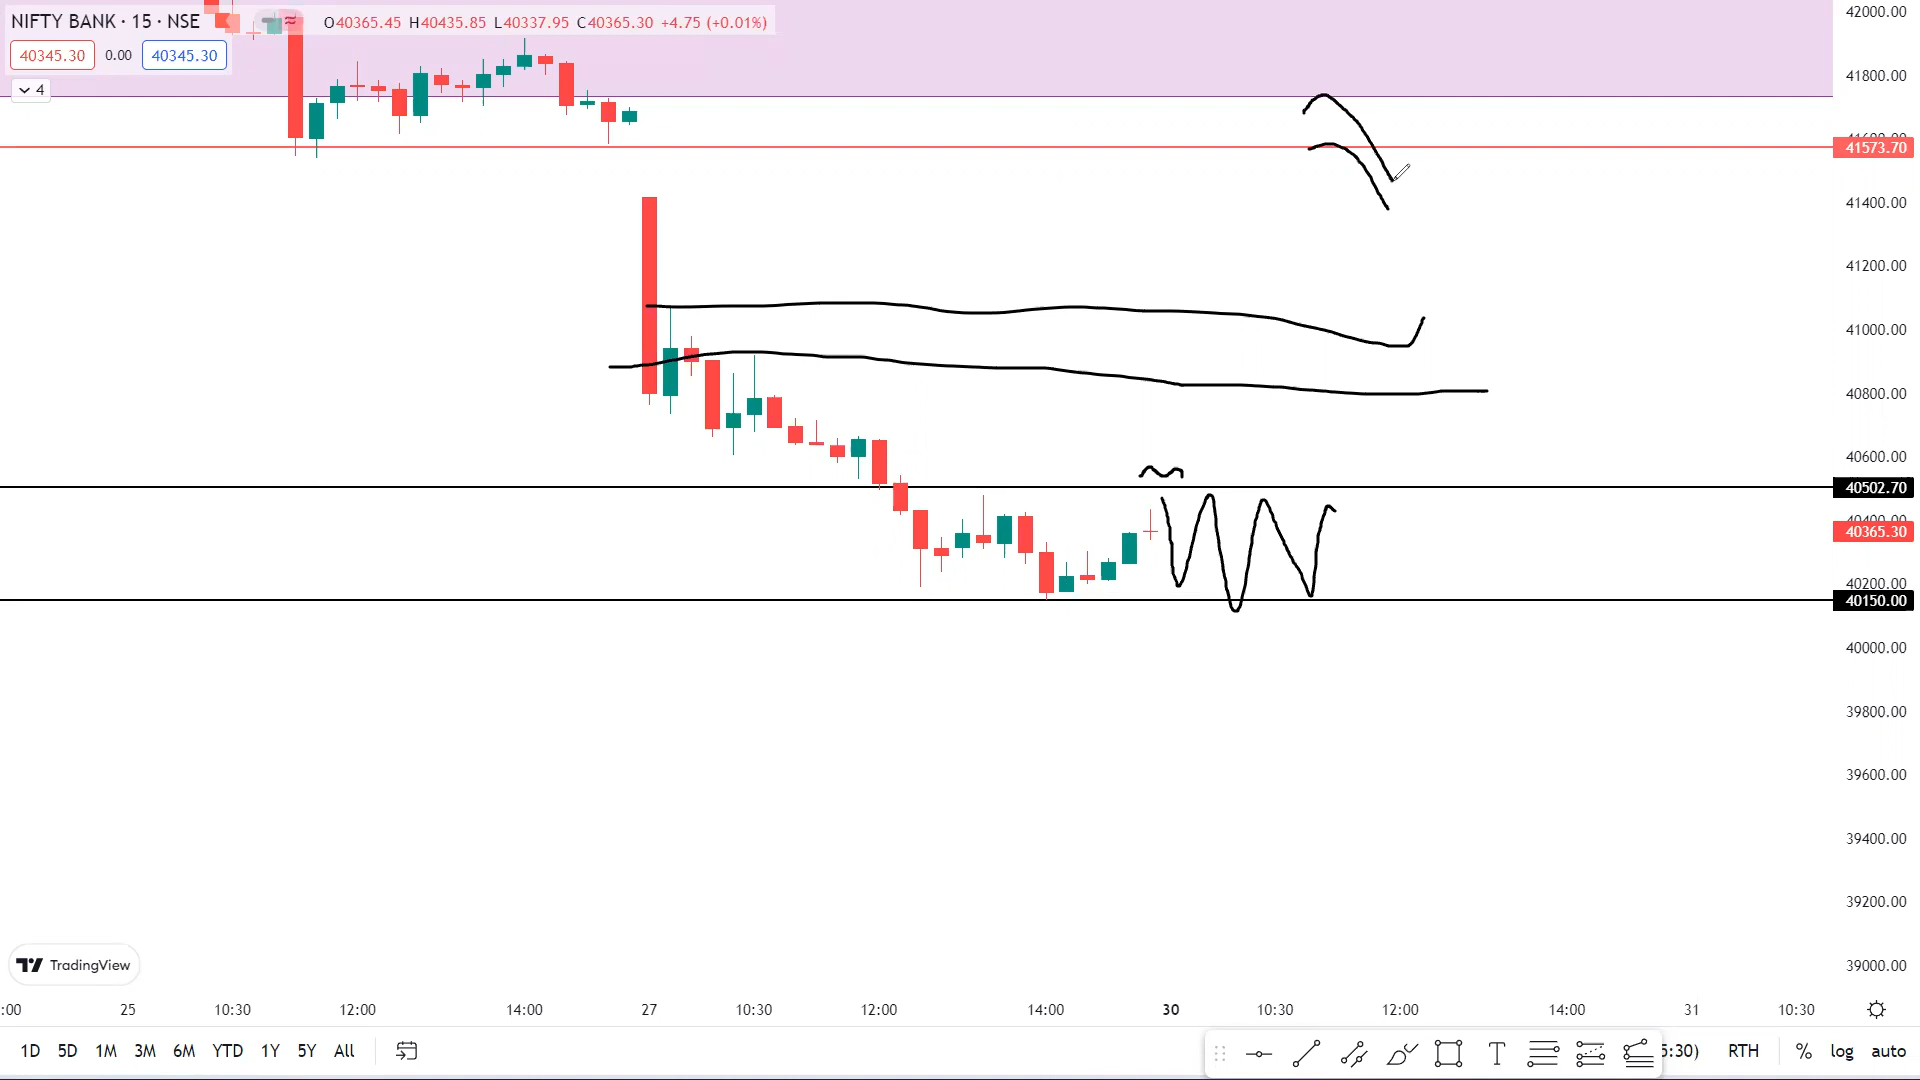 NIFTY BANK · 15 · NSE
O40365.45 H40435.85 L40337.95 C40365.30 +4.75 (+0.01%)
40345.30 0.00 40345.30
4
42000.00
41800.00
41600.00
41573.70
41400.00
41200.00
41000.00
40800.00
40600.00
40502.70
40400.00
40365.30
40200.00
40150.00
40000.00
39800.00
39600.00
39400.00
39200.00
39000.00
TradingView
:00 25 10:30 12:00 14:00 27 10:30 12:00 14:00 30 10:30 12:00 14:00 31 10:30
1D 5D 1M 3M 6M YTD 1Y 5Y All
T
5:30) RTH % log auto